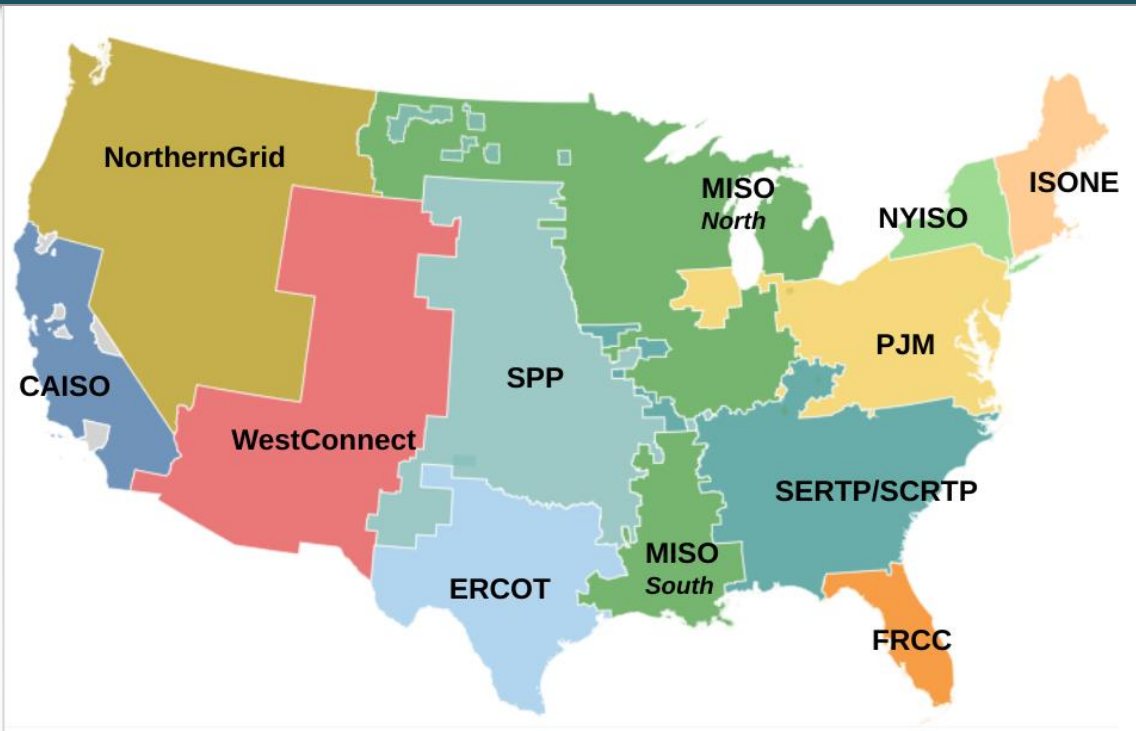 NorthernGrid
MISO
North
ISONE
NYISO
PJM
CAISO
SPP
WestConnect
SERTP/SCRTP
MISO
South
ERCOT
FRCC